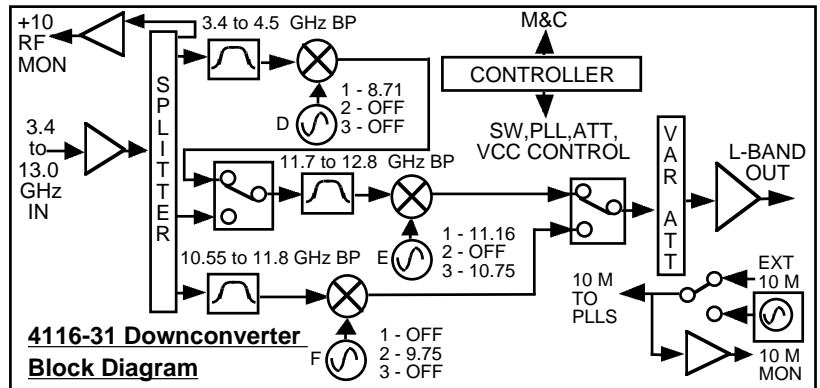 +10
RF
MON
3.4 to 4.5 GHz BP
M&C
CONTROLLER
SW,PLL,ATT,
VCC CONTROL
SPLITTER
D
1 - 8.71
2 - OFF
3 - OFF
3.4
to
13.0
GHz
IN
11.7 to 12.8 GHz BP
E
1 - 11.16
2 - OFF
3 - 10.75
VAR ATT
L-BAND
OUT
10.55 to 11.8 GHz BP
F
1 - OFF
2 - 9.75
3 - OFF
10 M
TO
PLLS
EXT
10 M
10 M
MON
4116-31 Downconverter
Block Diagram